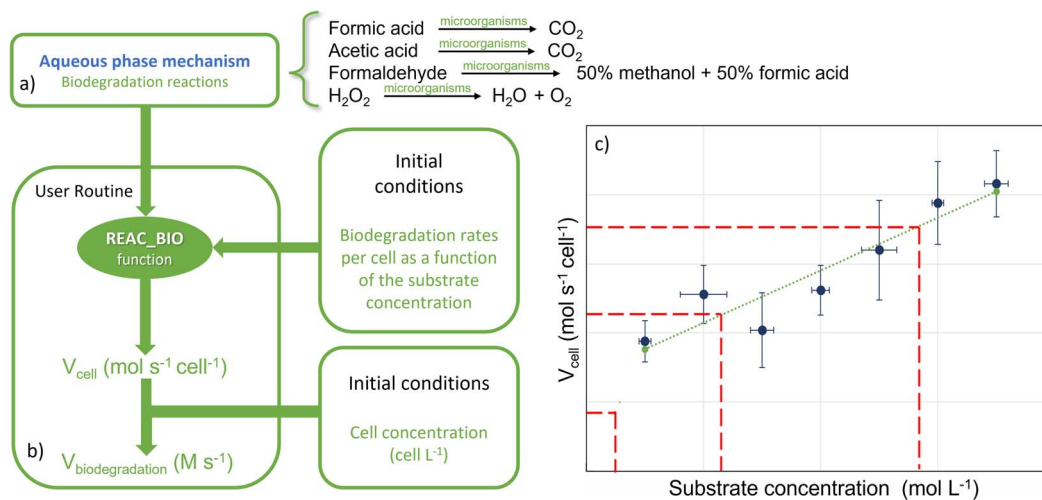 Aqueous phase mechanism
Biodegradation reactions
a)
Formic acid microorganisms CO₂
Acetic acid microorganisms CO₂
Formaldehyde microorganisms 50% methanol + 50% formic acid
H₂O₂ microorganisms H₂O + O₂
User Routine
REAC_BIO
function
Initial
conditions
Biodegradation rates
per cell as a function
of the substrate
concentration
V_cell (mol s⁻¹ cell⁻¹)
Initial conditions
Cell concentration
(cell L⁻¹)
b)
V_biodegradation (M s⁻¹)
c)
V_cell (mol s⁻¹ cell⁻¹)
Substrate concentration (mol L⁻¹)